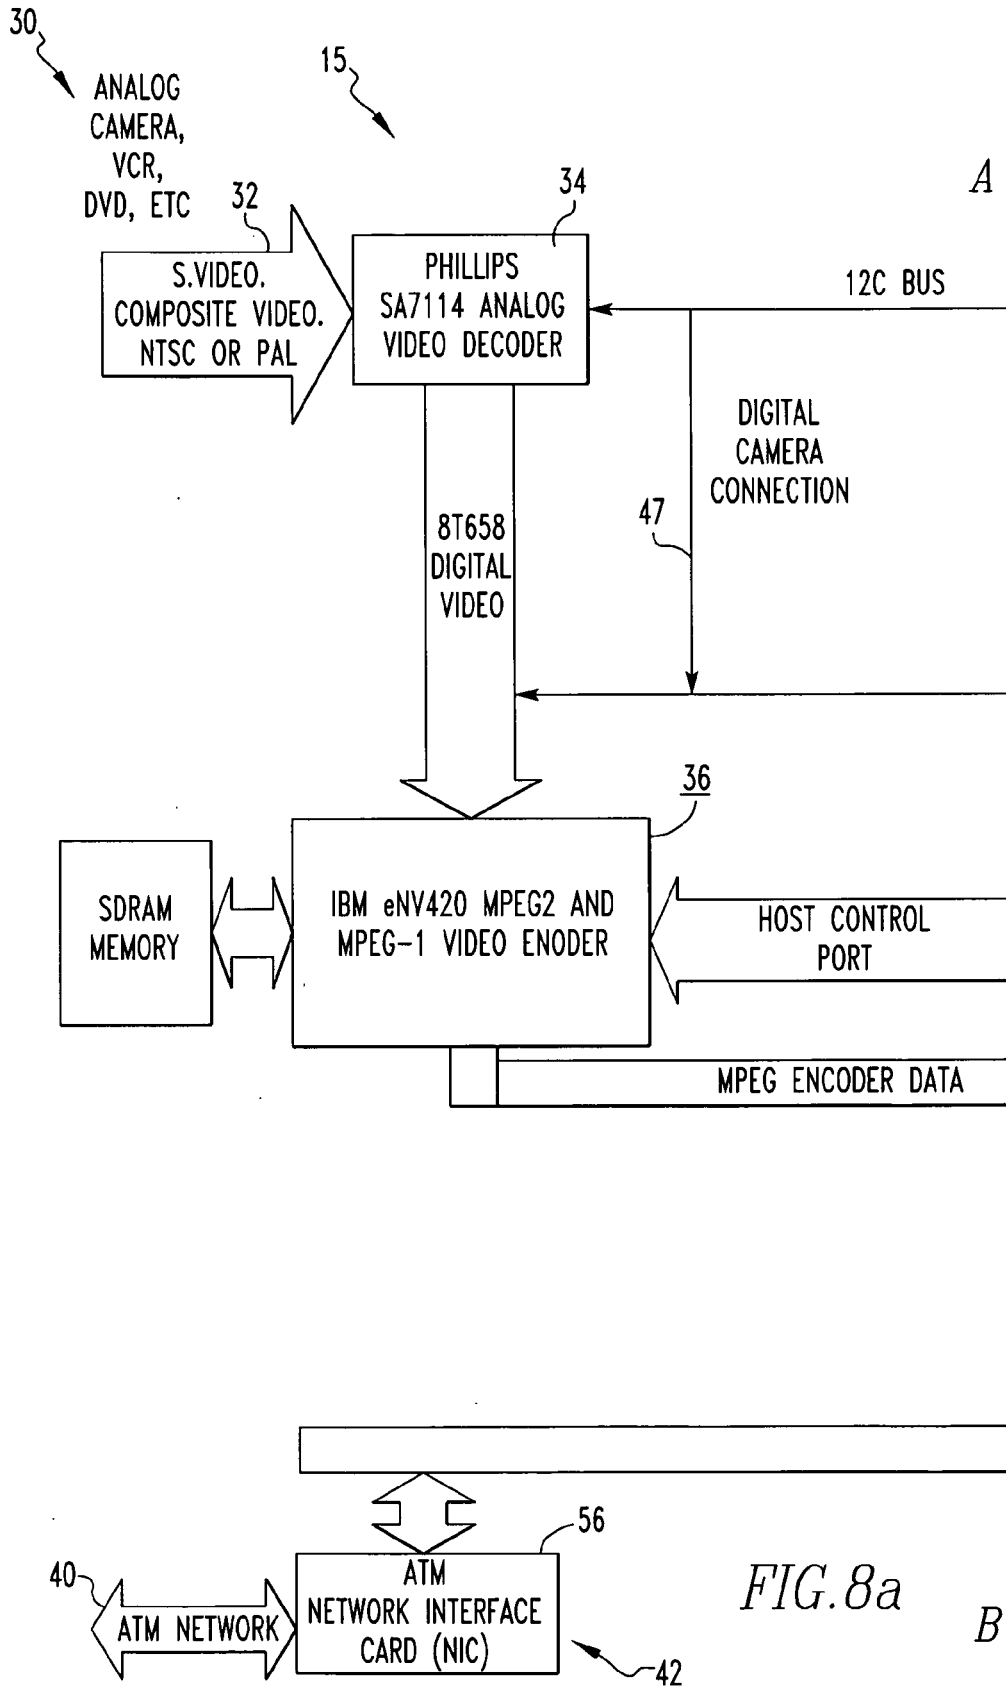 30
ANALOG
CAMERA,
VCR,
DVD, ETC
15
A
32
34
S.VIDEO.
COMPOSITE VIDEO.
NTSC OR PAL
PHILLIPS
SA7114 ANALOG
VIDEO DECODER
12C BUS
DIGITAL
CAMERA
CONNECTION
47
8T658
DIGITAL
VIDEO
36
SDRAM
MEMORY
IBM eNV420 MPEG2 AND
MPEG-1 VIDEO ENODER
HOST CONTROL
PORT
MPEG ENCODER DATA
56
40
ATM NETWORK
ATM
NETWORK INTERFACE
CARD (NIC)
42
FIG.8a
B